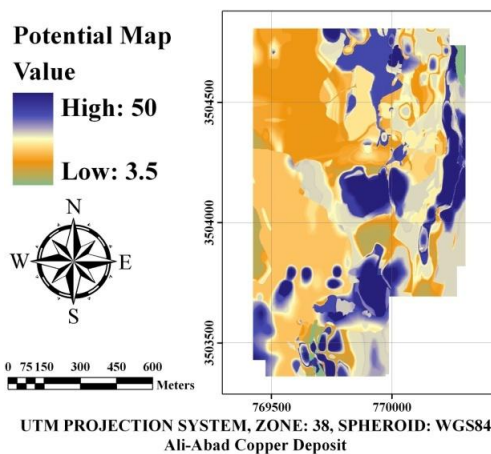 Potential Map
Value
High: 50
Low: 3.5
N
W E
S
0 75 150 300 450 600
Meters
3504500
3504000
3503500
769500 770000
UTM PROJECTION SYSTEM, ZONE: 38, SPHEROID: WGS84
Ali-Abad Copper Deposit